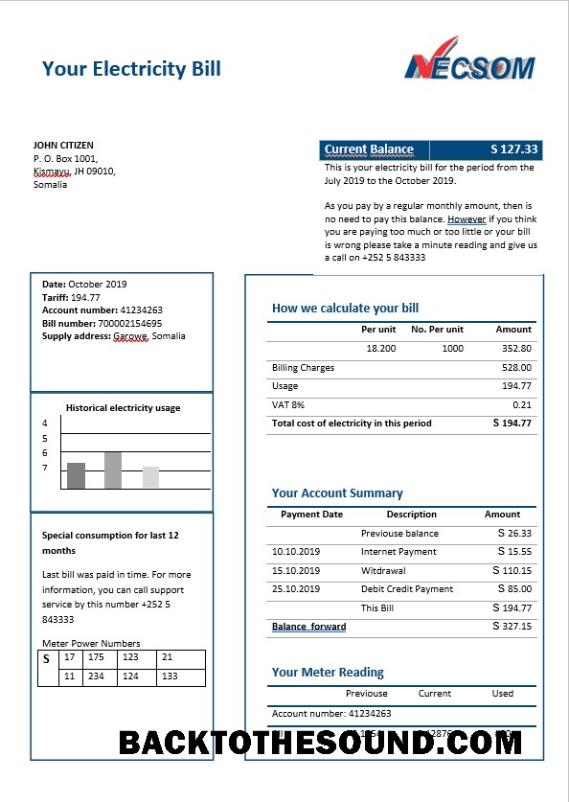 Your Electricity Bill
NECSOM
JOHN CITIZEN
P. O. Box 1001,
Kismayu, JH 09010,
Somalia
Current Balance S 127.33
This is your electricity bill for the period from the
July 2019 to the October 2019.
As you pay by a regular monthly amount, then is
no need to pay this balance. However if you think
you are paying too much or too little or your bill
is wrong please take a minute reading and give us
a call on +252 5 843333
Date: October 2019
Tariff: 194.77
Account number: 41234263
Bill number: 700002154695
Supply address: Garowe, Somalia
Historical electricity usage
4
5
6
7
Special consumption for last 12
months
Last bill was paid in time. For more
information, you can call support
service by this number +252 5
843333
Meter Power Numbers
S 17 175 123 21
11 234 124 133
How we calculate your bill
Per unit No. Per unit Amount
18.200 1000 352.80
Billing Charges 528.00
Usage 194.77
VAT 8% 0.21
Total cost of electricity in this period S 194.77
Your Account Summary
Payment Date Description Amount
Previouse balance S 26.33
10.10.2019 Internet Payment S 15.55
15.10.2019 Witdrawal S 110.15
25.10.2019 Debit Credit Payment S 85.00
This Bill S 194.77
Balance forward S 327.15
Your Meter Reading
Previouse Current Used
Account number: 41234263
BACKTOTHESOUND.COM